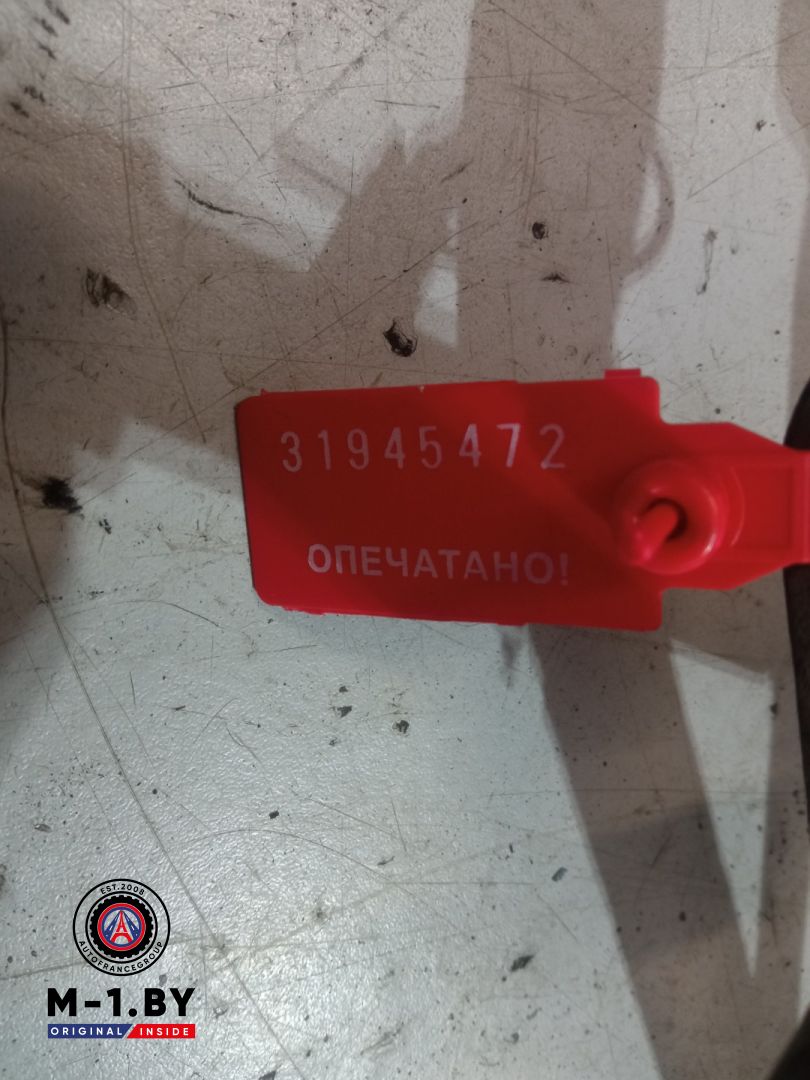 31945472
ОПЕЧАТАНО!
EST.2008
AUTOFRANCEGROUP
M-1.BY
ORIGINAL INSIDE